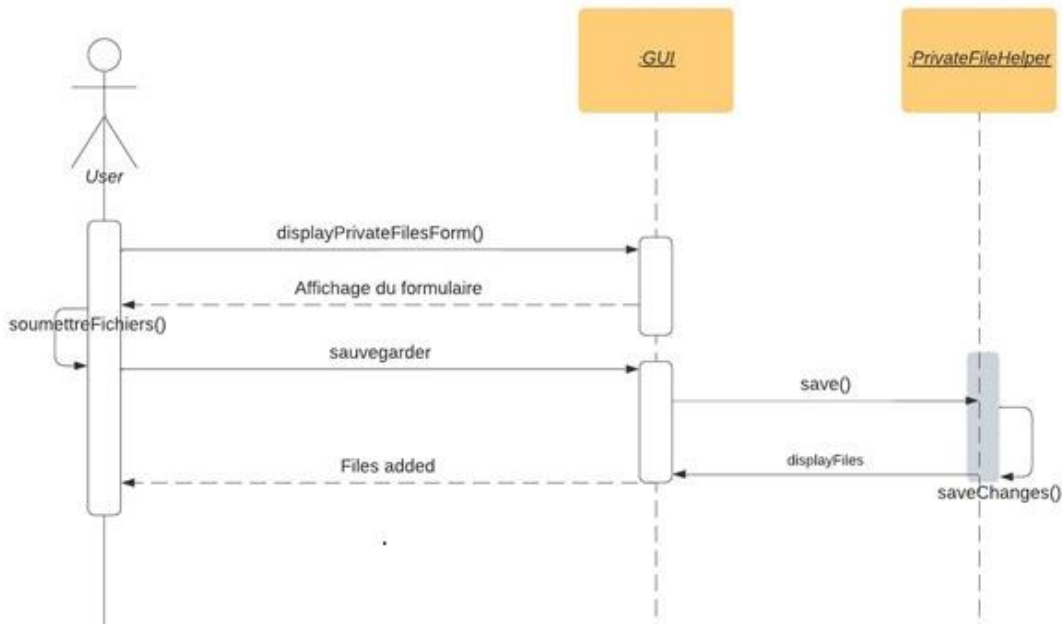 :GUI
:PrivateFileHelper
User
displayPrivateFilesForm()
Affichage du formulaire
soumettreFichiers()
sauvegarder
save()
displayFiles
Files added
saveChanges()